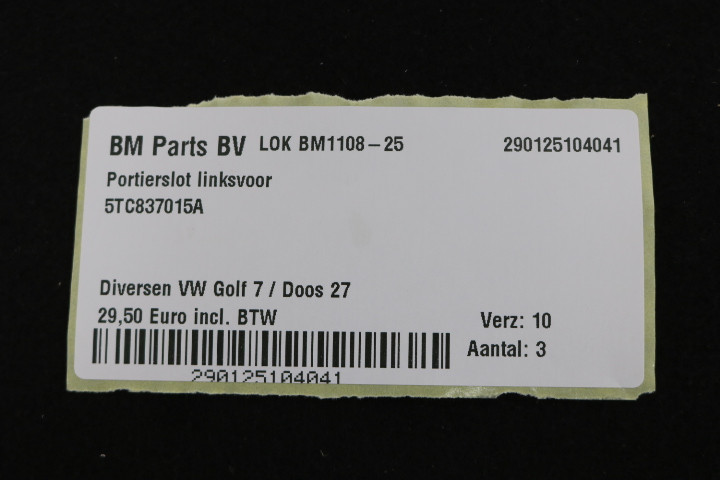 BM Parts BV LOK BM1108-25 290125104041
Portierslot linksvoor
5TC837015A
Diversen VW Golf 7 / Doos 27
29,50 Euro incl. BTW Verz: 10
Aantal: 3
290125104041